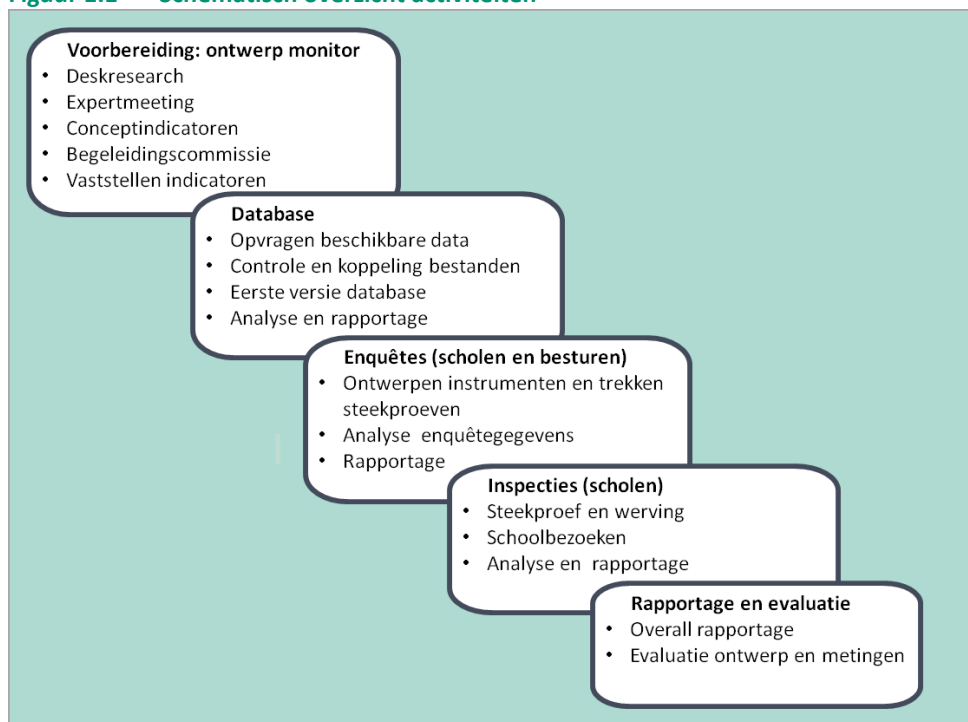 Voorbereiding: ontwerp monitor
• Deskresearch
• Expertmeeting
• Conceptindicatoren
• Begeleidingscommissie
• Vaststellen indicatoren
Database
• Opvragen beschikbare data
• Controle en koppeling bestanden
• Eerste versie database
• Analyse en rapportage
Enquêtes (scholen en besturen)
• Ontwerpen instrumenten en trekken
steekproeven
• Analyse enquêtegegevens
• Rapportage
Inspecties (scholen)
• Steekproef en werving
• Schoolbezoeken
• Analyse en rapportage
Rapportage en evaluatie
• Overall rapportage
• Evaluatie ontwerp en metingen